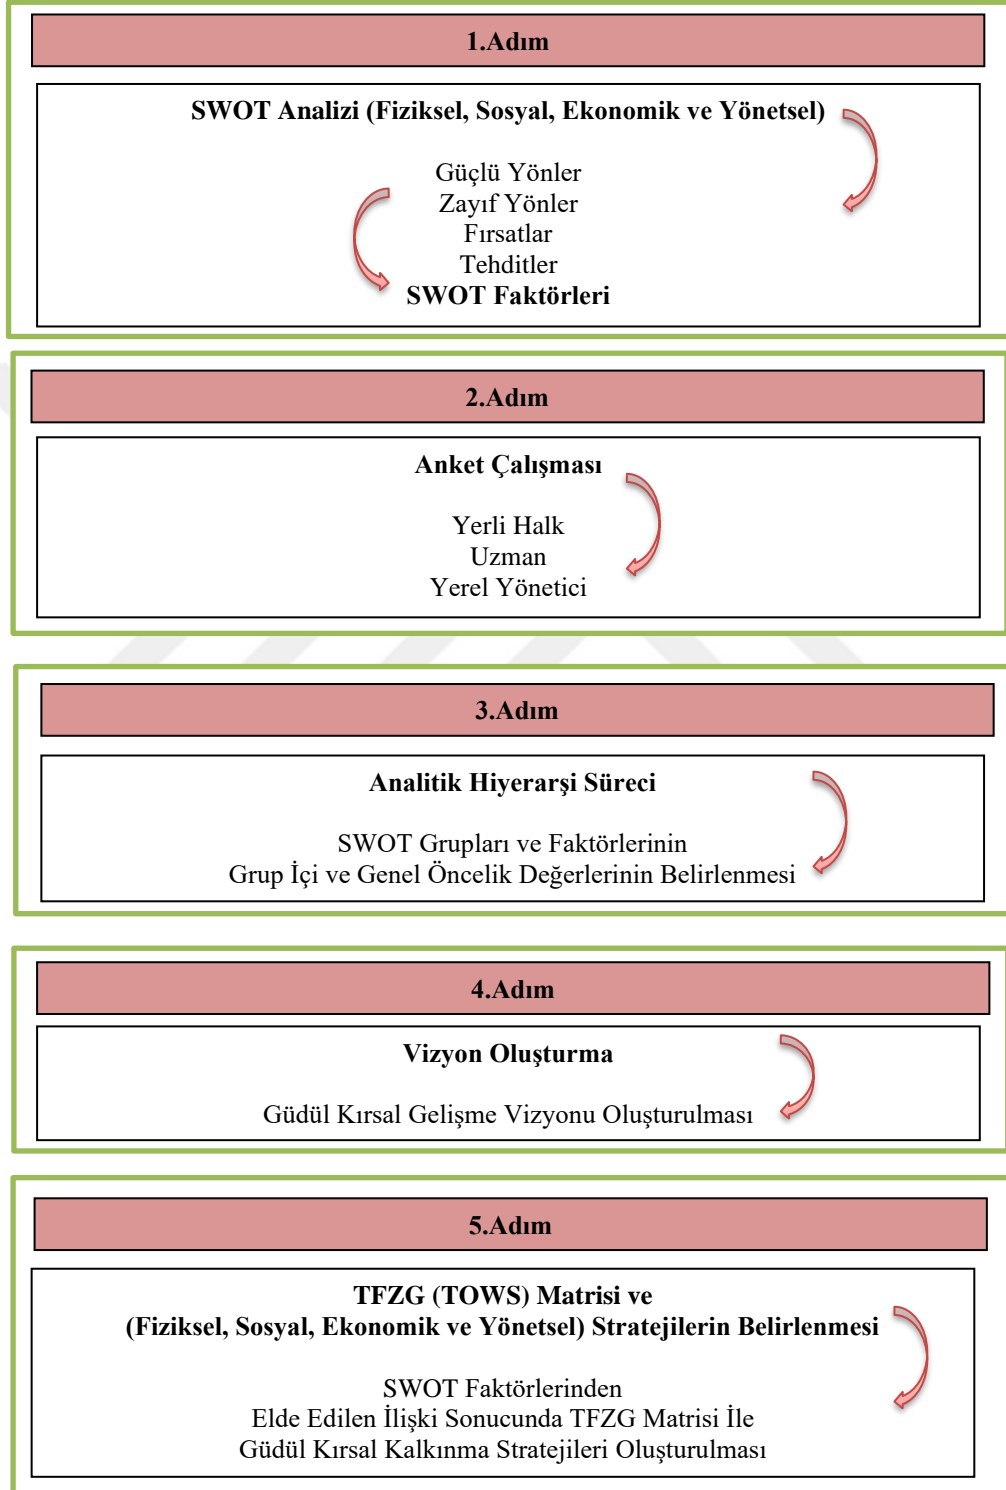 1.Adım
SWOT Analizi (Fiziksel, Sosyal, Ekonomik ve Yönetsel)
Güçlü Yönler
Zayıf Yönler
Fırsatlar
Tehditler
SWOT Faktörleri
2.Adım
Anket Çalışması
Yerli Halk
Uzman
Yerel Yönetici
3.Adım
Analitik Hiyerarşi Süreci
SWOT Grupları ve Faktörlerinin
Grup İçi ve Genel Öncelik Değerlerinin Belirlenmesi
4.Adım
Vizyon Oluşturma
Güdül Kırsal Gelişme Vizyonu Oluşturulması
5.Adım
TFZG (TOWS) Matrisi ve
(Fiziksel, Sosyal, Ekonomik ve Yönetsel) Stratejilerin Belirlenmesi
SWOT Faktörlerinden
Elde Edilen İlişki Sonucunda TFZG Matrisi İle
Güdül Kırsal Kalkınma Stratejileri Oluşturulması